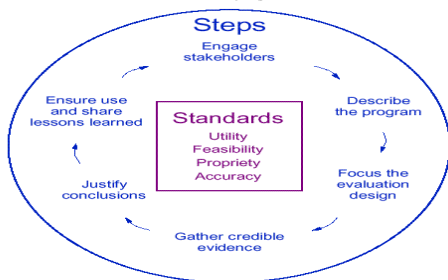 Steps
Engage
stakeholders
Describe
the program
Focus the
evaluation
design
Gather credible
evidence
Justify
conclusions
Ensure use
and share
lessons learned
Standards
Utility
Feasibility
Propriety
Accuracy